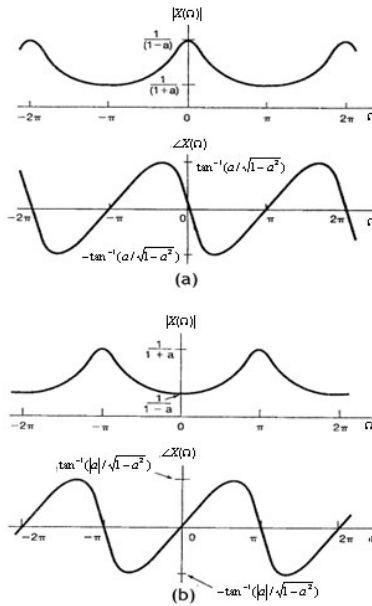 |X(Ω)|
1/(1−a)
1/(1+a)
−2π −π 0 π 2π Ω
∠X(Ω)
tan⁻¹(a/√1−a²)
−2π −π 0 π 2π
−tan⁻¹(a/√1−a²)
(a)
|X(Ω)|
1/1 + a
1/1 − a
−2π −π 0 π 2π Ω
∠X(Ω)
tan⁻¹(|a|/√1−a²)
−2π −π 0 π 2π
−tan⁻¹(|a|/√1−a²)
(b)